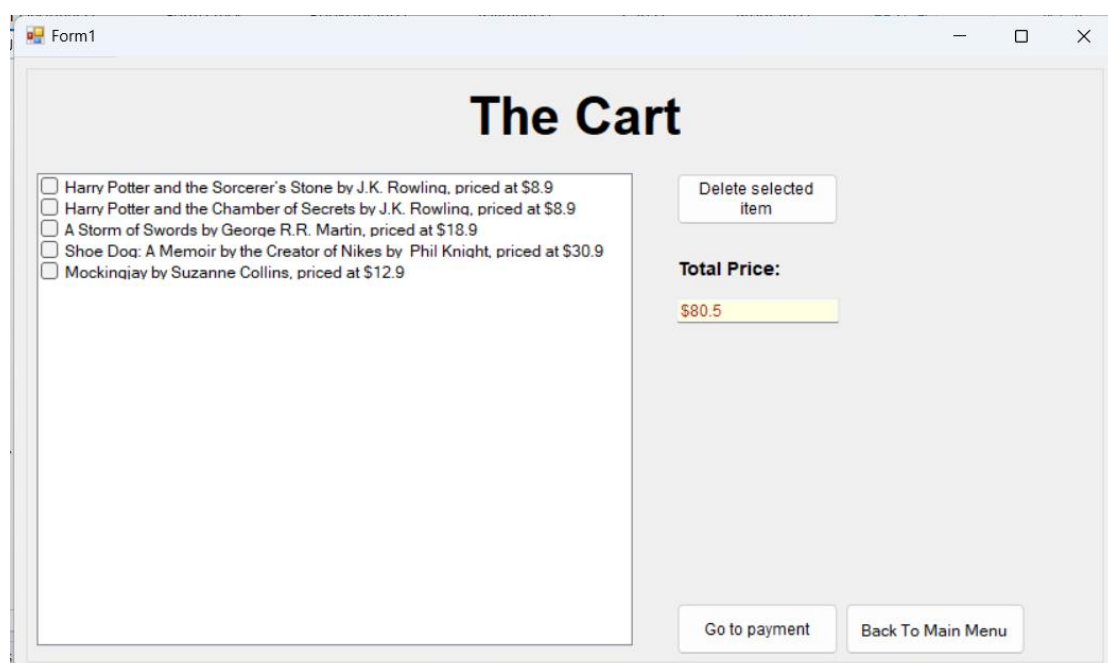 Form1
The Cart
Harry Potter and the Sorcerer's Stone by J.K. Rowling, priced at $8.9
Harry Potter and the Chamber of Secrets by J.K. Rowling, priced at $8.9
A Storm of Swords by George R.R. Martin, priced at $18.9
Shoe Dog: A Memoir by the Creator of Nikes by  Phil Knight, priced at $30.9
Mockingjay by Suzanne Collins, priced at $12.9
Delete selected
item
Total Price:
$80.5
Go to payment
Back To Main Menu